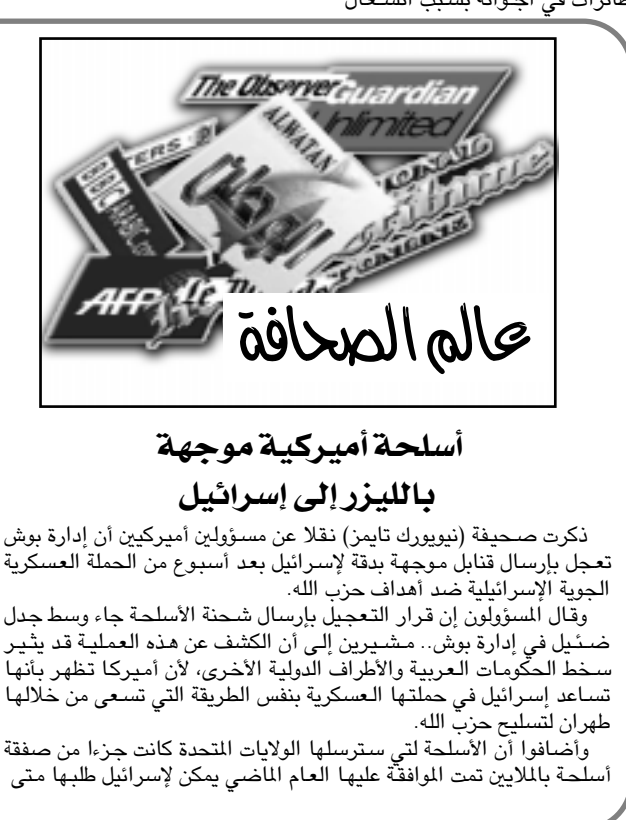 The Observer Guardian
Unlimited
ALWATAN
الوطن
BBC ARABIC.com
AFP
عالم الصحافة
أسلحة أميركية موجهة
بالليزر إلى إسرائيل
ذكرت صحيفة (نيويورك تايمز) نقلا عن مسؤولين أميركيين أن إدارة بوش
تعجل بإرسال قنابل موجهة بدقة لإسرائيل بعد أسبوع من الحملة العسكرية
الجوية الإسرائيلية ضد أهداف حزب الله.
وقال المسؤولون إن قرار التعجيل بإرسال شحنة الأسلحة جاء وسط جدل
ضئيل في إدارة بوش.. مشيرين إلى أن الكشف عن هذه العملية قد يثير
سخط الحكومات العربية والأطراف الدولية الأخرى، لأن أميركا تظهر بأنها
تساعد إسرائيل في حملتها العسكرية بنفس الطريقة التي تسعى من خلالها
طهران لتسليح حزب الله.
وأضافوا أن الأسلحة لتي سترسلها الولايات المتحدة كانت جزءا من صفقة
أسلحة بالملايين تمت الموافقة عليها العام الماضي يمكن لإسرائيل طلبها متى